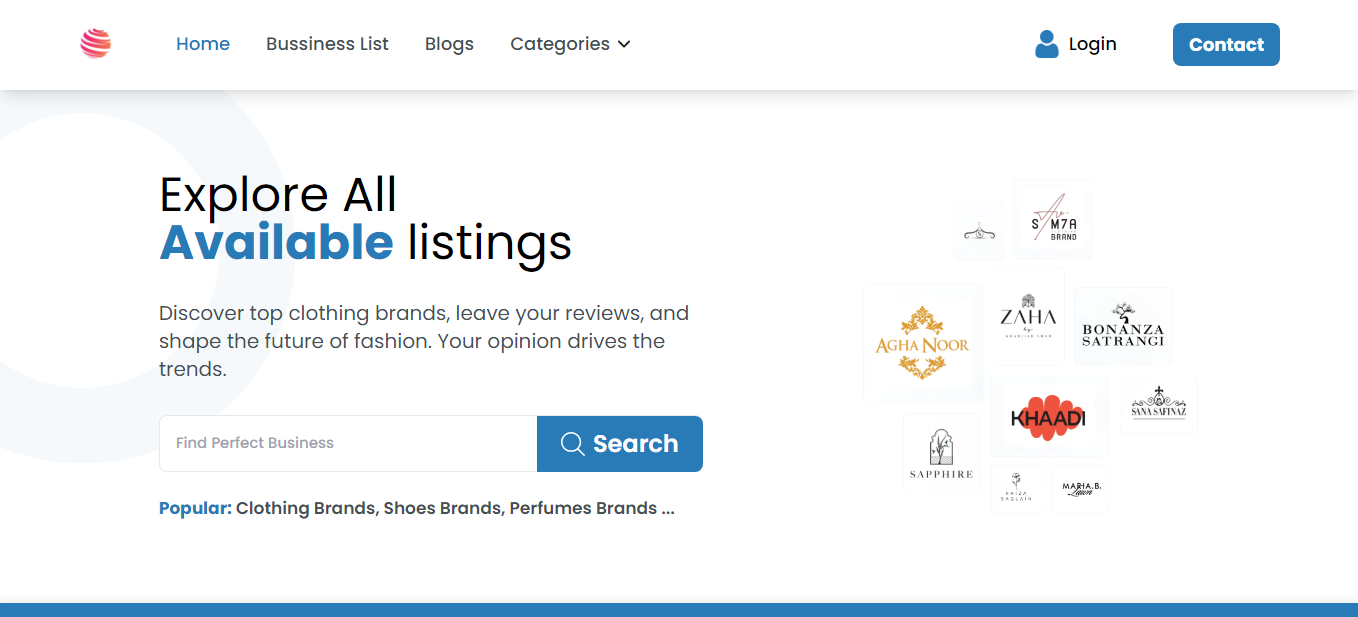 Home Bussiness List Blogs Categories Login Contact
Explore All
Available listings
Discover top clothing brands, leave your reviews, and
shape the future of fashion. Your opinion drives the
trends.
Find Perfect Business Search
Popular: Clothing Brands, Shoes Brands, Perfumes Brands ...
SAM7A
BRAND
ZAHA
by
AGHA NOOR
BONANZA
SATRANGI
KHAADI
SANA SAFINAZ
SAPPHIRE
MARIA.B.
Lawn